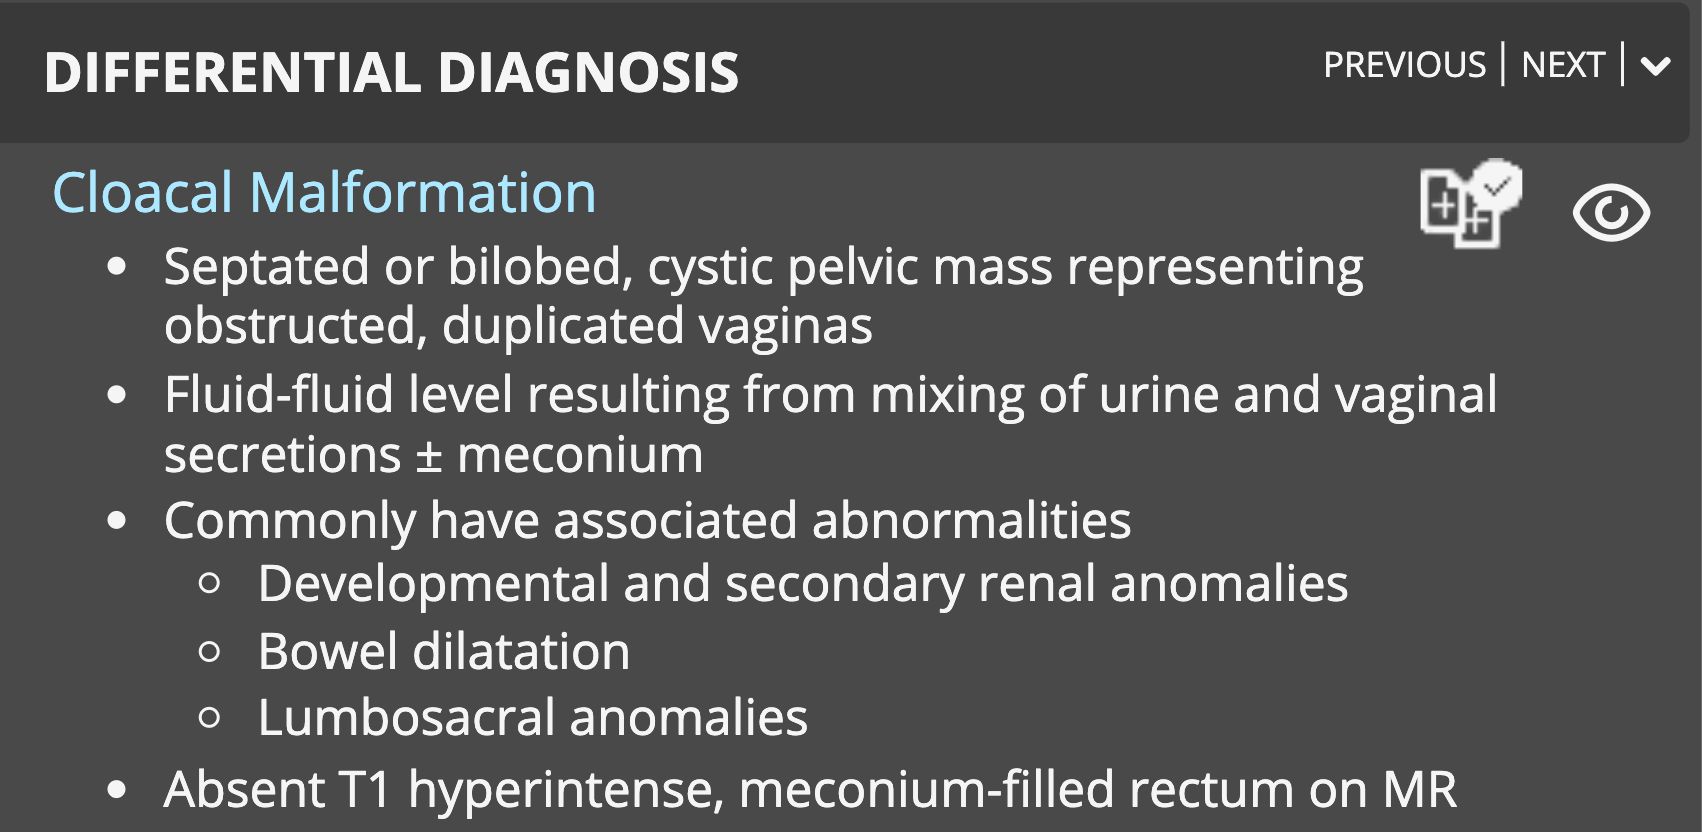 DIFFERENTIAL DIAGNOSIS
PREVIOUS | NEXT |
Cloacal Malformation
• Septated or bilobed, cystic pelvic mass representing
obstructed, duplicated vaginas
• Fluid-fluid level resulting from mixing of urine and vaginal
secretions ± meconium
• Commonly have associated abnormalities
○ Developmental and secondary renal anomalies
○ Bowel dilatation
○ Lumbosacral anomalies
• Absent T1 hyperintense, meconium-filled rectum on MR